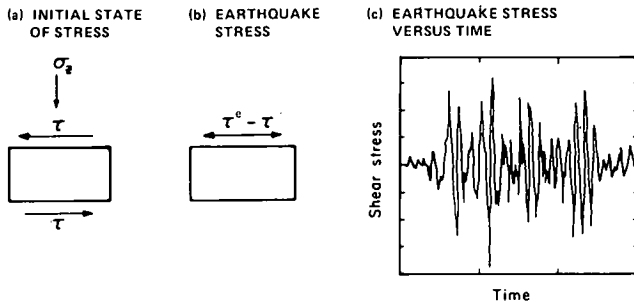 (a) INITIAL STATE
OF STRESS
σz
τ
τ
(b) EARTHQUAKE
STRESS
τe - τ
(c) EARTHQUAKE STRESS
VERSUS TIME
Shear stress
Time